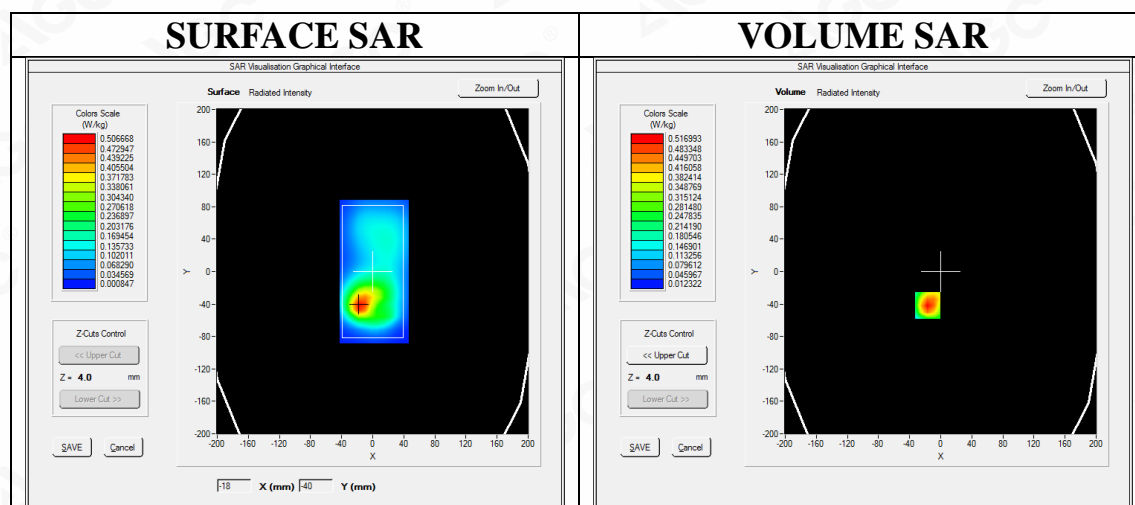 SURFACE SAR
SAR Visualisation Graphical Interface
Surface Radiated Intensity
Zoom In/Out
Colors Scale
(W/kg)
0.506668
0.472947
0.439225
0.405504
0.371783
0.338061
0.304340
0.270618
0.236897
0.203176
0.169454
0.135733
0.102011
0.068290
0.034569
0.000847
Z-Cuts Control
<< Upper Cut
Z = 4.0 mm
Lower Cut >>
SAVE Cancel
200
160
120
80
40
0
-40
-80
-120
-160
-200
Y
-200 -160 -120 -80 -40 0 40 80 120 160 200
X
-18 X (mm) -40 Y (mm)
VOLUME SAR
SAR Visualisation Graphical Interface
Volume Radiated Intensity
Zoom In/Out
Colors Scale
(W/kg)
0.516993
0.483348
0.449703
0.416058
0.382414
0.348769
0.315124
0.281480
0.247835
0.214190
0.180546
0.146901
0.113256
0.079612
0.045967
0.012322
Z-Cuts Control
<< Upper Cut
Z = 4.0 mm
Lower Cut >>
SAVE Cancel
200
160
120
80
40
0
-40
-80
-120
-160
-200
Y
-200 -160 -120 -80 -40 0 40 80 120 160 200
X